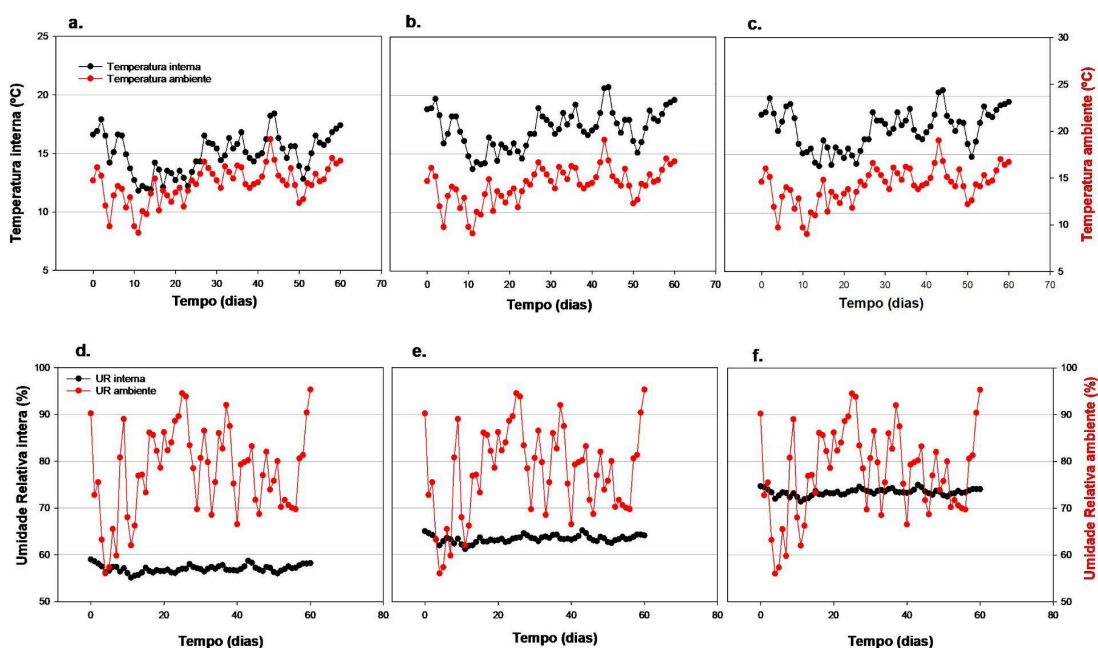 a.
b.
c.
25
20
15
10
5
Temperatura interna (ºC)
Temperatura interna
Temperatura ambiente
30
25
20
15
10
5
Temperatura ambiente (ºC)
0 10 20 30 40 50 60 70
0 10 20 30 40 50 60 70
0 10 20 30 40 50 60 70
Tempo (dias)
Tempo (dias)
Tempo (dias)
d.
e.
f.
100
90
80
70
60
50
Umidade Relativa intera (%)
UR interna
UR ambiente
100
90
80
70
60
50
Umidade Relativa ambiente (%)
0 20 40 60 80
0 20 40 60 80
0 20 40 60 80
Tempo (dias)
Tempo (dias)
Tempo (dias)